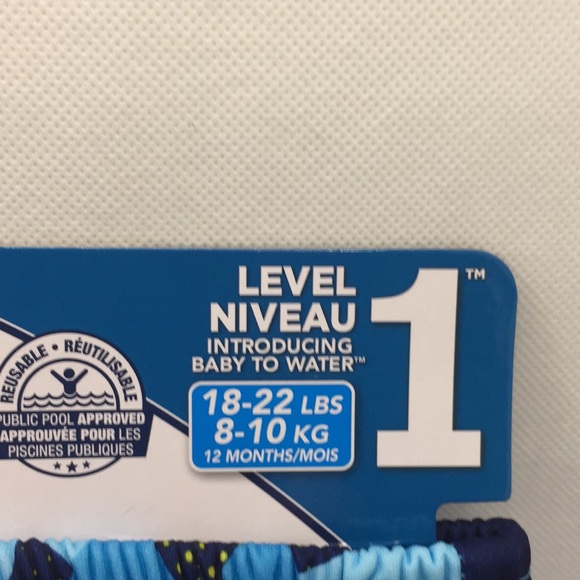 LEVEL
NIVEAU
1™
INTRODUCING
BABY TO WATER™
18-22 LBS
8-10 KG
12 MONTHS/MOIS
REUSABLE • RÉUTILISABLE
PUBLIC POOL APPROVED
APPROUVÉE POUR LES
PISCINES PUBLIQUES